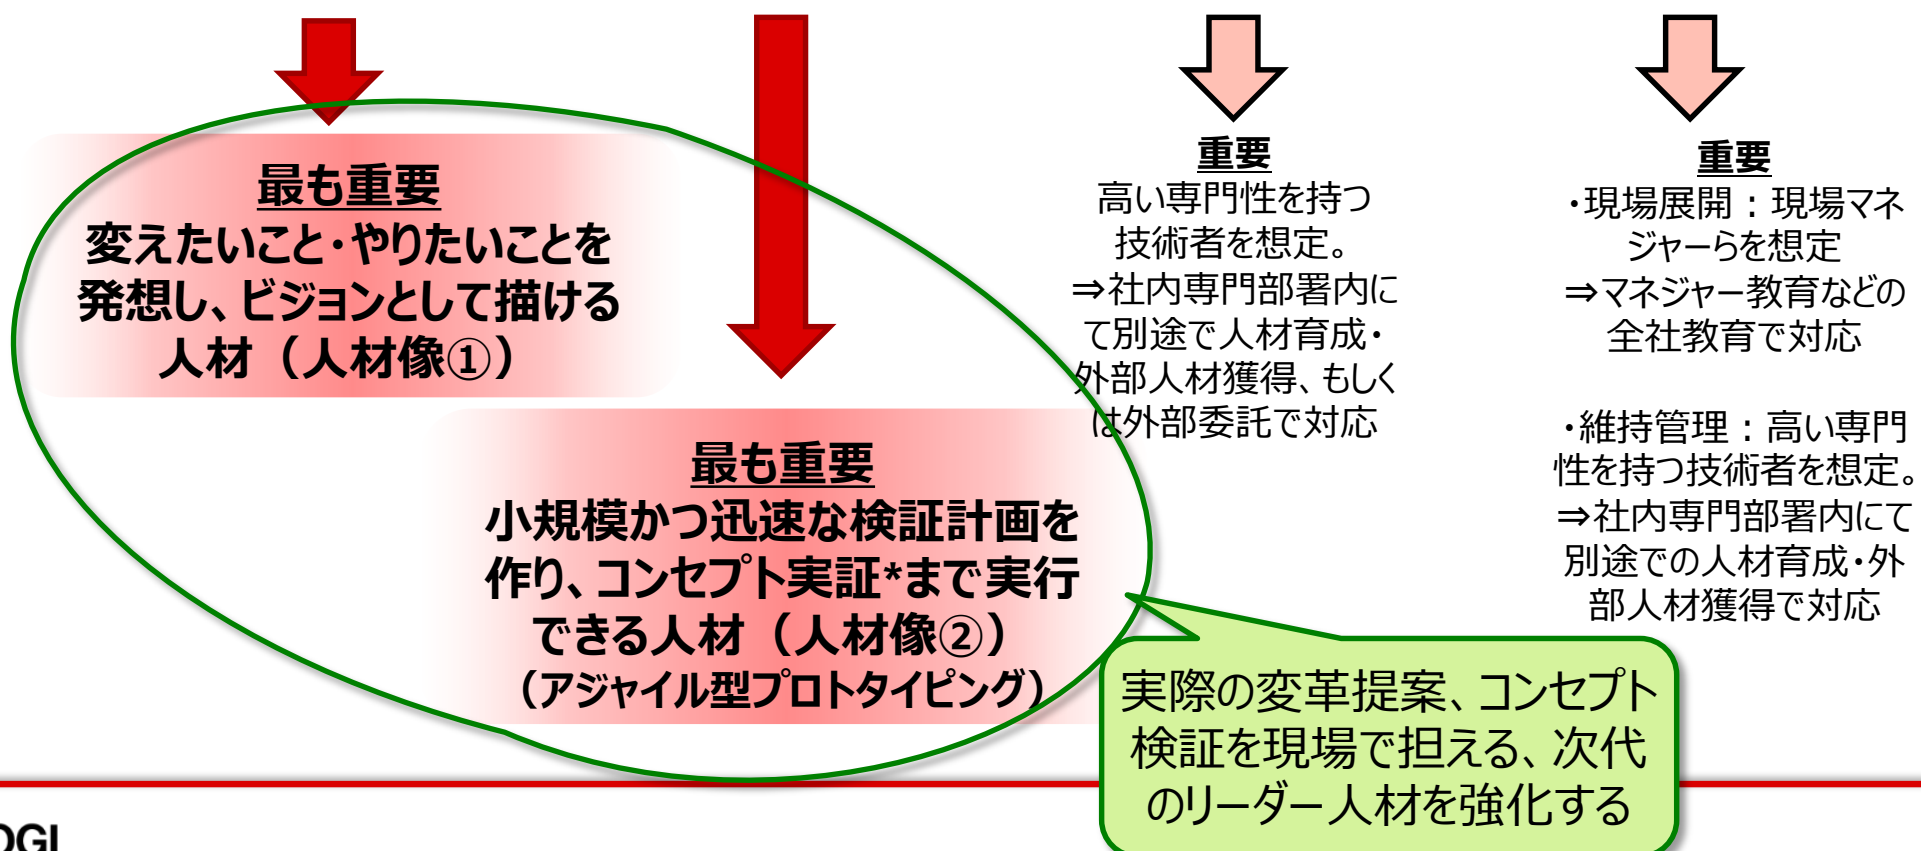 最も重要
変えたいこと・やりたいことを
発想し、ビジョンとして描ける
人材（人材像①）
最も重要
小規模かつ迅速な検証計画を
作り、コンセプト実証*まで実行
できる人材（人材像②）
（アジャイル型プロトタイピング）
重要
高い専門性を持つ
技術者を想定。
⇒社内専門部署内に
て別途で人材育成・
外部人材獲得、もしく
は外部委託で対応
重要
・現場展開：現場マネ
ジャーらを想定
⇒マネジャー教育などの
全社教育で対応
・維持管理：高い専門
性を持つ技術者を想定。
⇒社内専門部署内にて
別途での人材育成・外
部人材獲得で対応
実際の変革提案、コンセプト
検証を現場で担える、次代
のリーダー人材を強化する
OGI